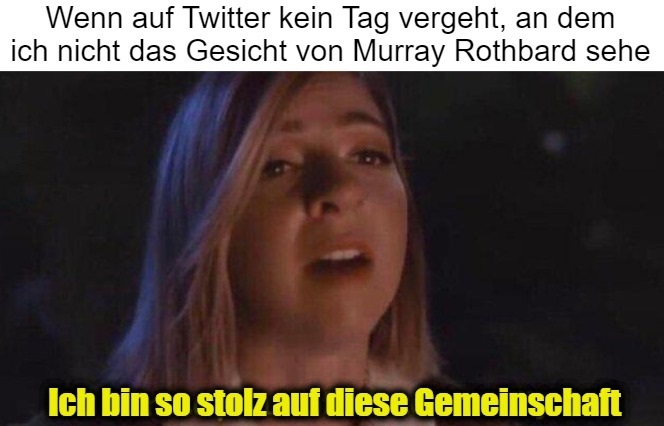 Wenn auf Twitter kein Tag vergeht, an dem
ich nicht das Gesicht von Murray Rothbard sehe
Ich bin so stolz auf diese Gemeinschaft